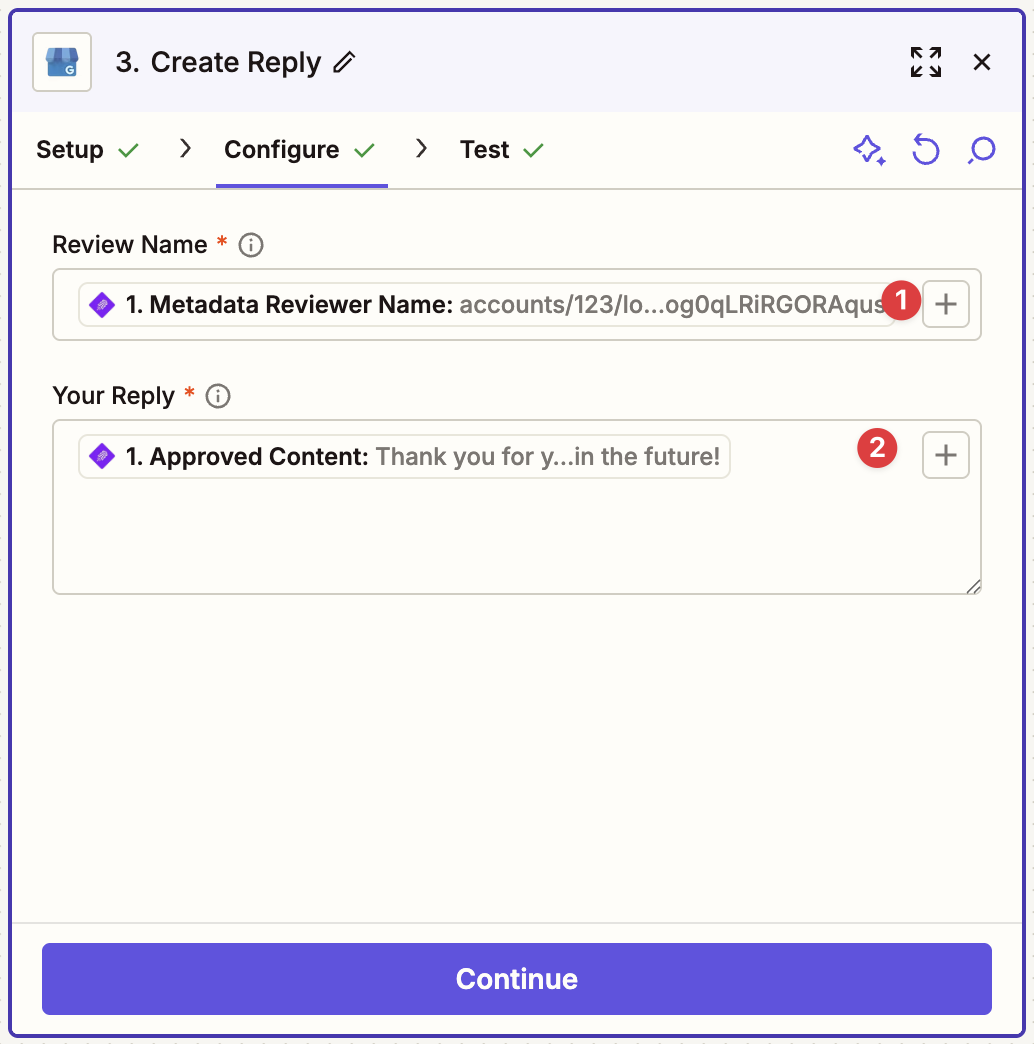 3. Create Reply
Setup
Configure
Test
Review Name *
1. Metadata Reviewer Name: accounts/123/lo...og0qLRiRGORAqus
1
Your Reply *
1. Approved Content: Thank you for y...in the future!
2
Continue